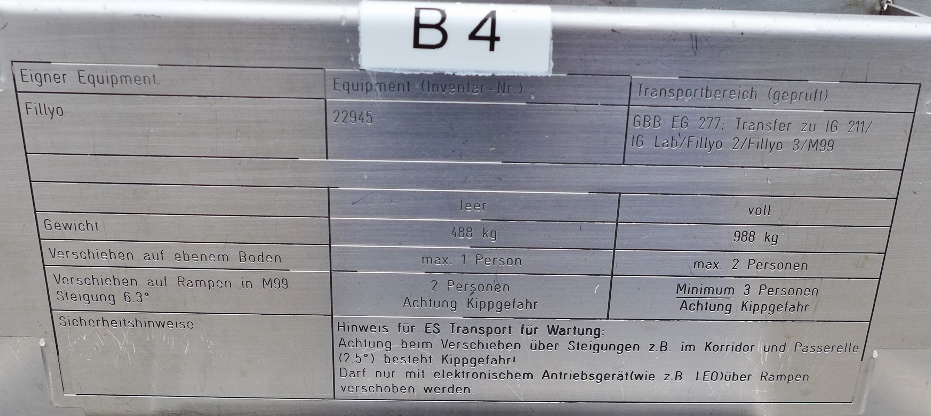 B 4
Eigner Equipment
Equipment (Inventar-Nr.)
Transportbereich (geprüft)
Fillyo
22945
GBB EG 277: Transfer zu IG 211/
IG Lab/Fillyo 2/Fillyo 3/M99
leer
voll
Gewicht
488 kg
988 kg
Verschieben auf ebenem Boden
max. 1 Person
max. 2 Personen
Verschieben auf Rampen in M99
Steigung 6.3°
2 Personen
Achtung Kippgefahr
Minimum 3 Personen
Achtung Kippgefahr
Sicherheitshinweise
Hinweis für ES Transport für Wartung:
Achtung beim Verschieben über Steigungen z.B. im Korridor und Passerelle
(2.5°) besteht Kippgefahr!
Darf nur mit elektronischem Antriebsgerät(wie z.B. LEO)über Rampen
verschoben werden